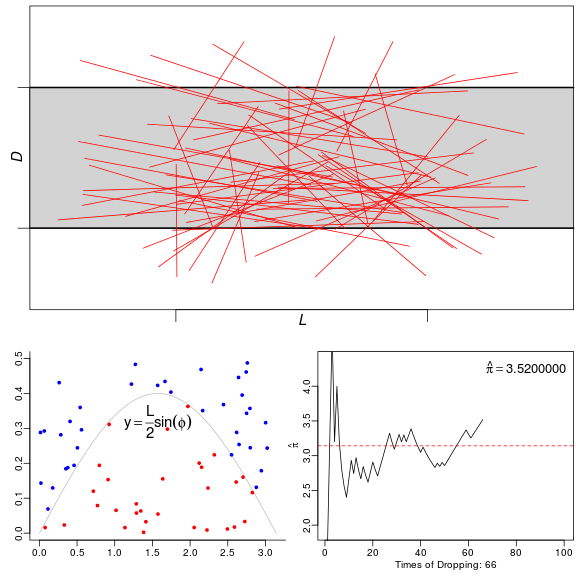 D
L
0.0 0.1 0.2 0.3 0.4 0.5
y=L/2 sin(ϕ)
0.0 0.5 1.0 1.5 2.0 2.5 3.0
π̂=3.5200000
π̂
2.0 2.5 3.0 3.5 4.0
0 20 40 60 80 100
Times of Dropping: 66